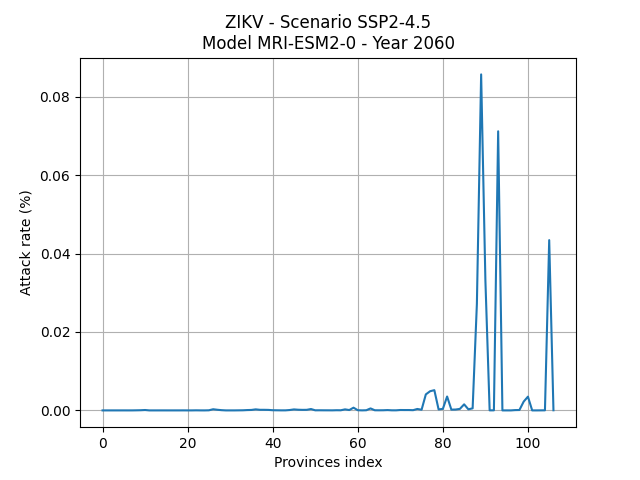 ZIKV - Scenario SSP2-4.5
Model MRI-ESM2-0 - Year 2060
Attack rate (%)
0.08
0.06
0.04
0.02
0.00
0 20 40 60 80 100
Provinces index